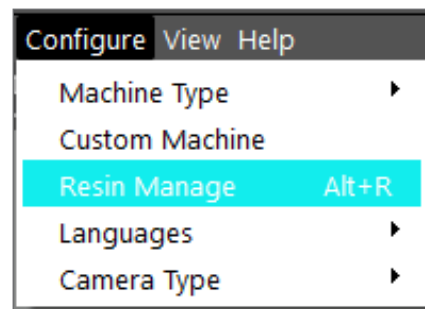 Configure View Help
Machine Type
Custom Machine
Resin Manage Alt+R
Languages
Camera Type